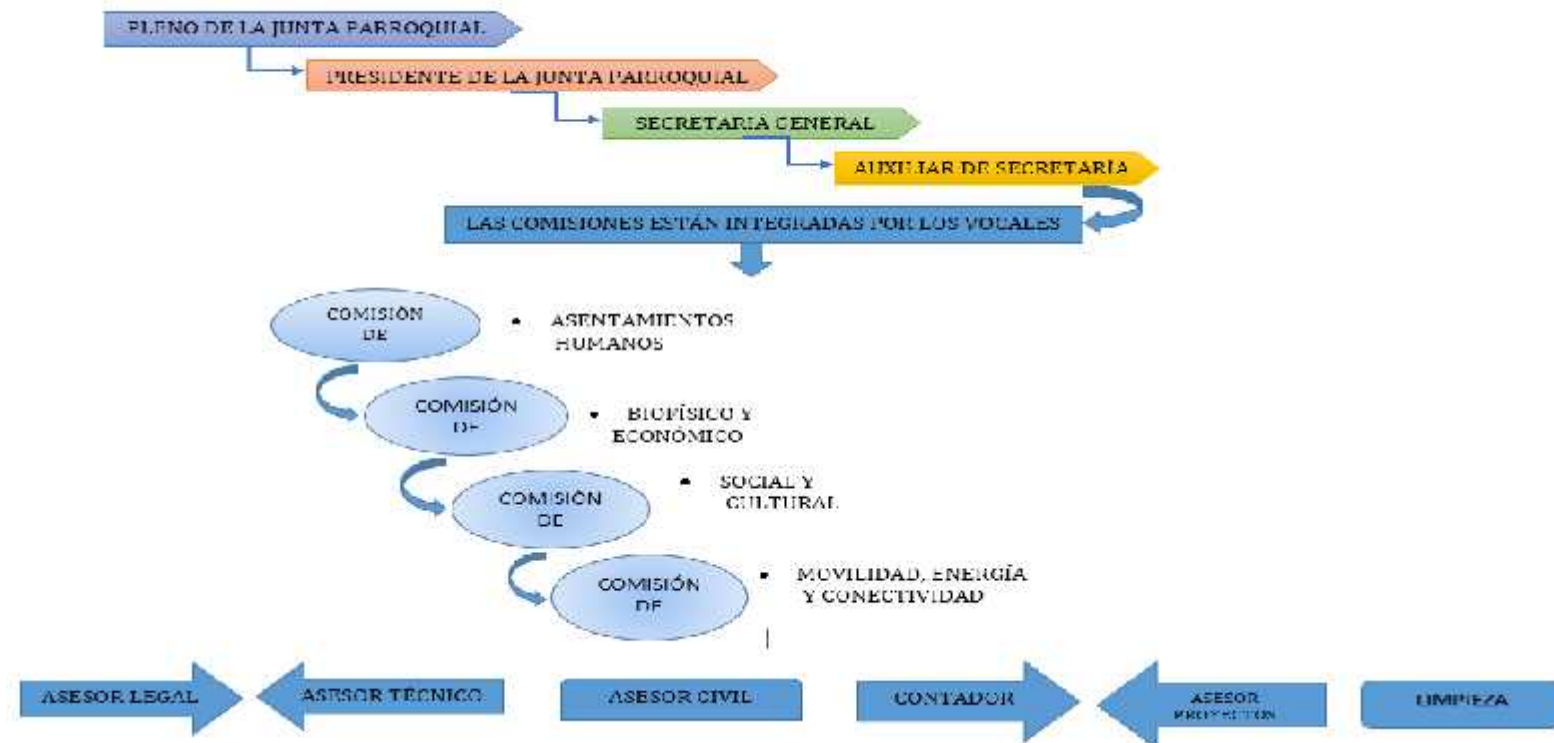 PLENO DE LA JUNTA PARROQUIAL
PRESIDENTE DE LA JUNTA PARROQUIAL
SECRETARIA GENERAL
AUXILIAR DE SECRETARÍA
LAS COMISIONES ESTÁN INTEGRADAS POR LOS VOCALES
COMISIÓN
DE
• ASENTAMIENTOS
HUMANOS
COMISIÓN
DE
• BIOFÍSICO Y
ECONÓMICO
COMISIÓN
DE
• SOCIAL Y
CULTURAL
COMISIÓN
DE
• MOVILIDAD, ENERGÍA
Y CONECTIVIDAD
ASESOR LEGAL
ASESOR TÉCNICO
ASESOR CIVIL
CONTADOR
ASESOR
PROYECTOS
LIMPIEZA